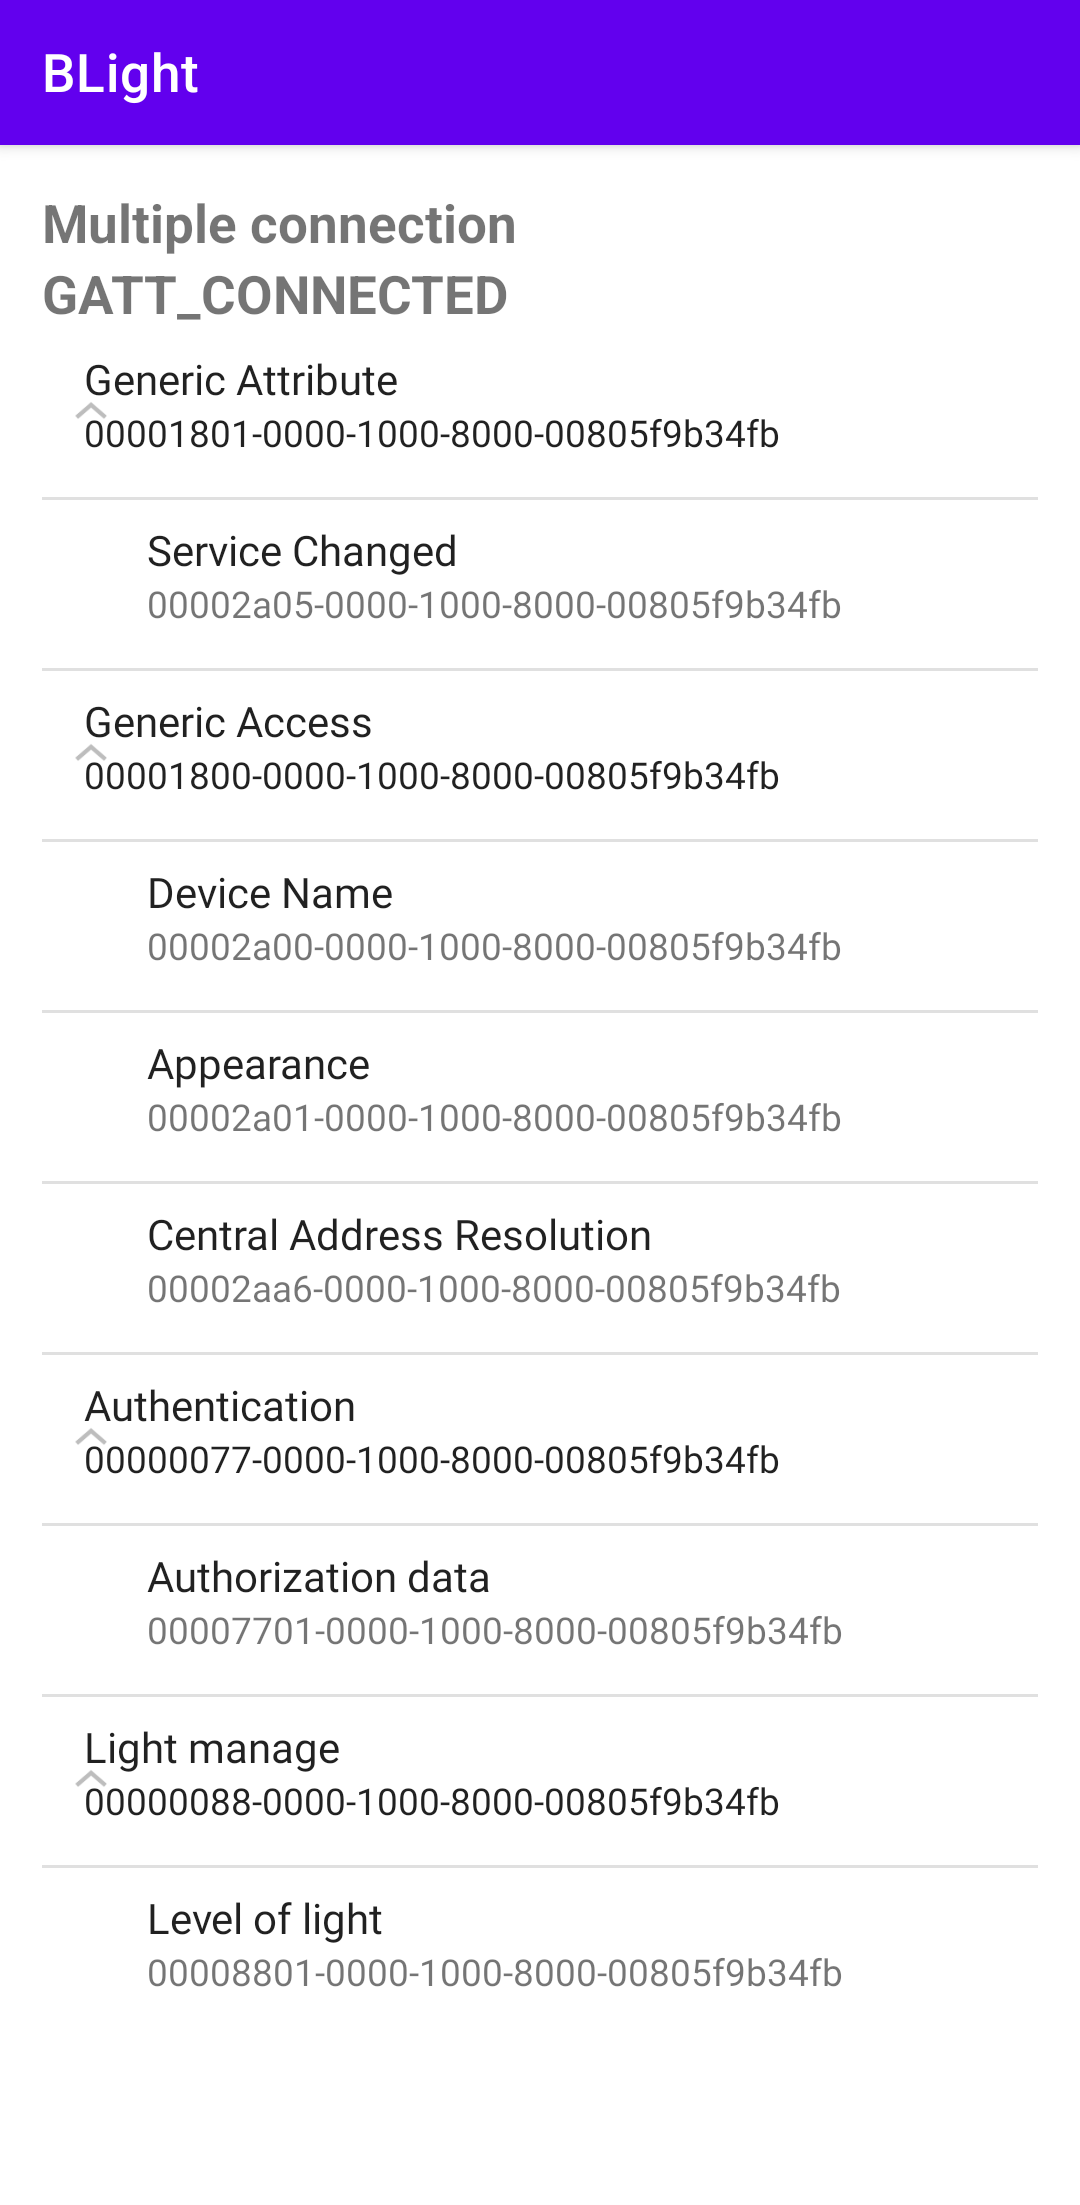 BLight
Multiple connection
GATT_CONNECTED
Generic Attribute
00001801-0000-1000-8000-00805f9b34fb
Service Changed
00002a05-0000-1000-8000-00805f9b34fb
Generic Access
00001800-0000-1000-8000-00805f9b34fb
Device Name
00002a00-0000-1000-8000-00805f9b34fb
Appearance
00002a01-0000-1000-8000-00805f9b34fb
Central Address Resolution
00002aa6-0000-1000-8000-00805f9b34fb
Authentication
00000077-0000-1000-8000-00805f9b34fb
Authorization data
00007701-0000-1000-8000-00805f9b34fb
Light manage
00000088-0000-1000-8000-00805f9b34fb
Level of light
00008801-0000-1000-8000-00805f9b34fb